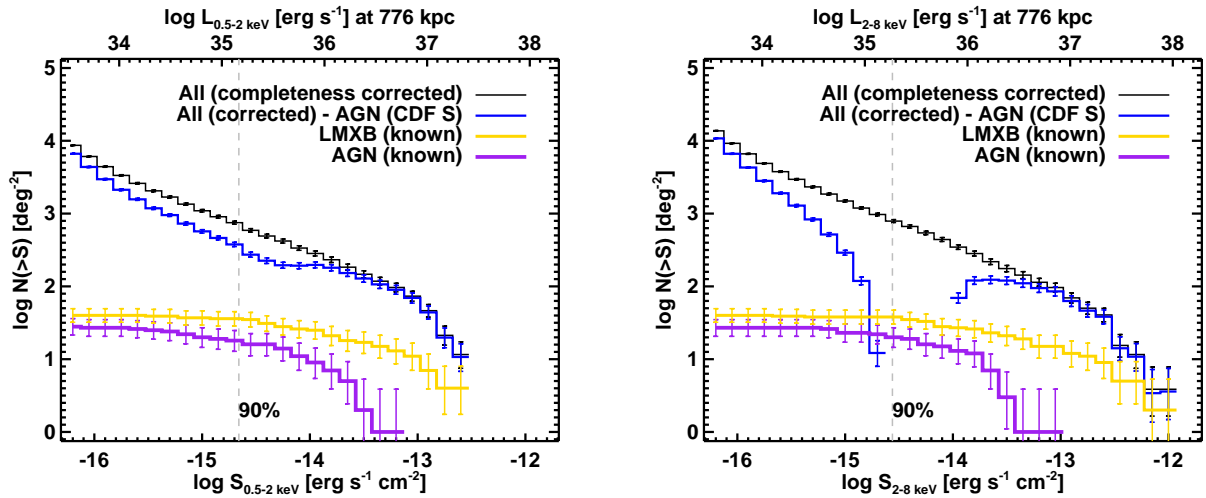 log L0.5-2 keV [erg s-1] at 776 kpc
34 35 36 37 38
All (completeness corrected)
All (corrected) - AGN (CDF S)
LMXB (known)
AGN (known)
log N(>S) [deg-2]
5
4
3
2
1
0
90%
-16 -15 -14 -13 -12
log S0.5-2 keV [erg s-1 cm-2]
log L2-8 keV [erg s-1] at 776 kpc
34 35 36 37 38
All (completeness corrected)
All (corrected) - AGN (CDF S)
LMXB (known)
AGN (known)
log N(>S) [deg-2]
5
4
3
2
1
0
90%
-16 -15 -14 -13 -12
log S2-8 keV [erg s-1 cm-2]